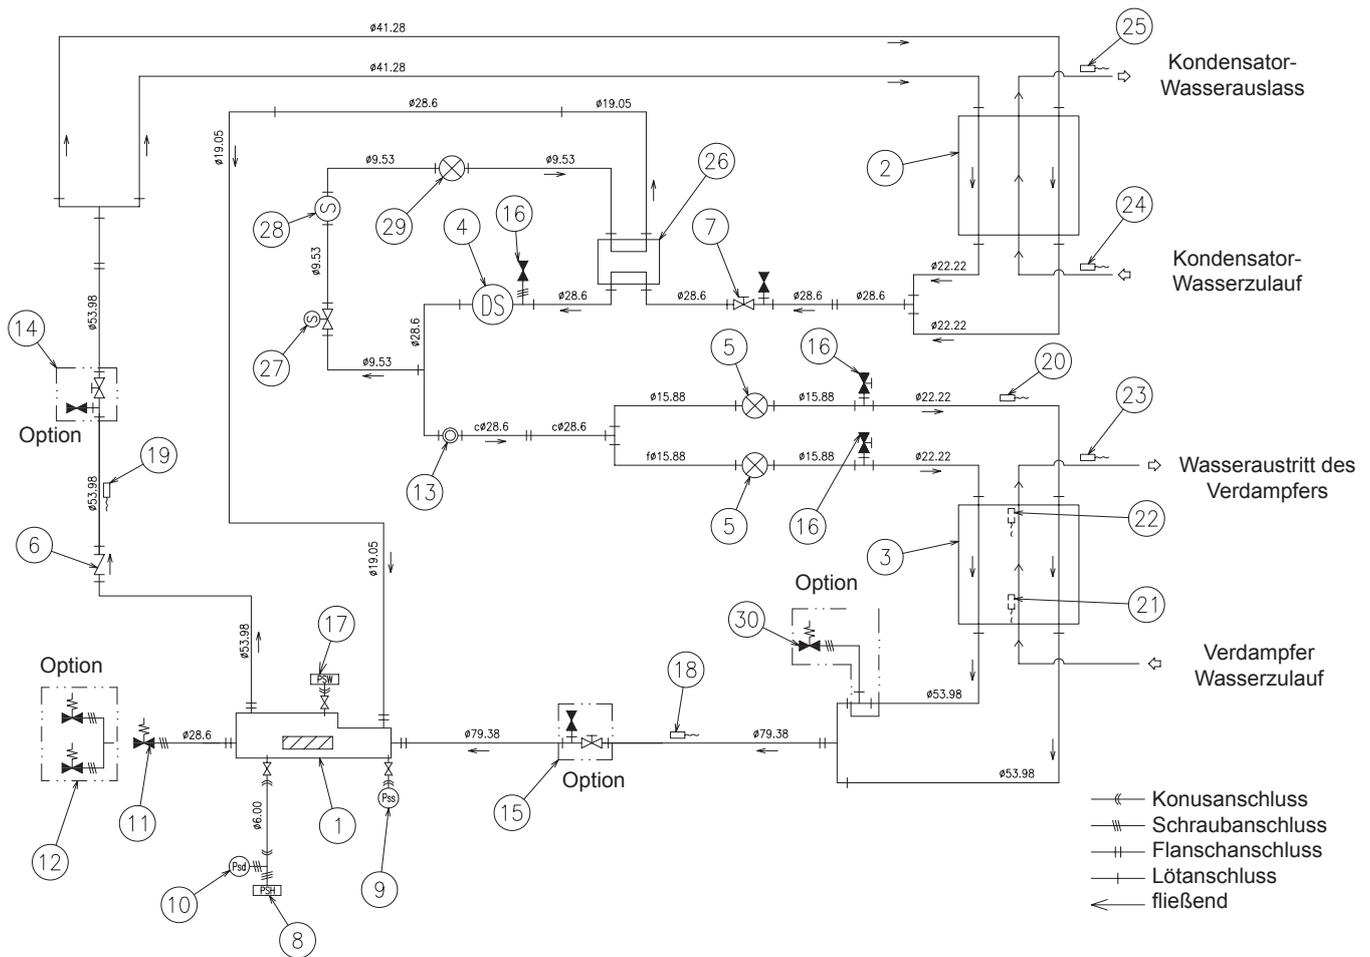 ø41.28
25
Kondensator-
Wasserauslass
ø41.28
ø28.6
ø19.05
ø19.05
ø9.53
ø9.53
26
2
28
S
29
4
16
7
24
ø9.53
DS
ø28.6
ø28.6
ø28.6
ø28.6
ø22.22
Kondensator-
Wasserzulauf
ø53.98
14
S
27
ø28.6
ø22.22
ø9.53
5
16
20
ø15.88
ø15.88
ø22.22
23
Option
cø28.6
cø28.6
19
13
fø15.88
ø15.88
ø22.22
Wasseraustritt des
Verdampfers
ø53.98
5
16
22
6
3
ø19.05
Option
21
17
30
ø53.98
PSW
18
Verdampfer
Wasserzulauf
Option
ø53.98
ø28.6
ø79.38
ø79.38
Option
ø53.98
Pss
ø6.00
12
11
1
15
Konusanschluss
Schraubanschluss
Flanschanschluss
Lötanschluss
fließend
Psd
PSH
10
9
8